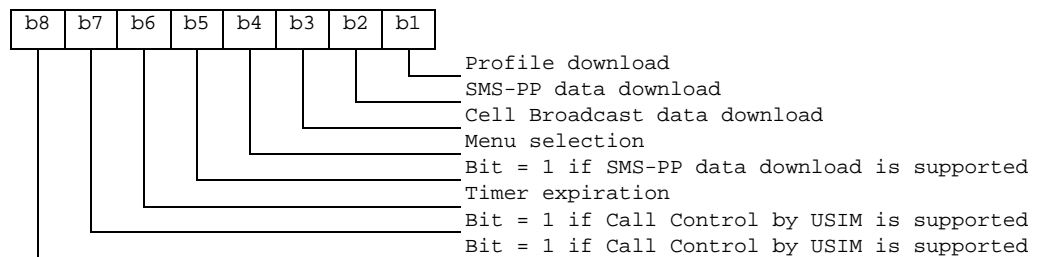 b8 b7 b6 b5 b4 b3 b2 b1
Profile download
SMS-PP data download
Cell Broadcast data download
Menu selection
Bit = 1 if SMS-PP data download is supported
Timer expiration
Bit = 1 if Call Control by USIM is supported
Bit = 1 if Call Control by USIM is supported